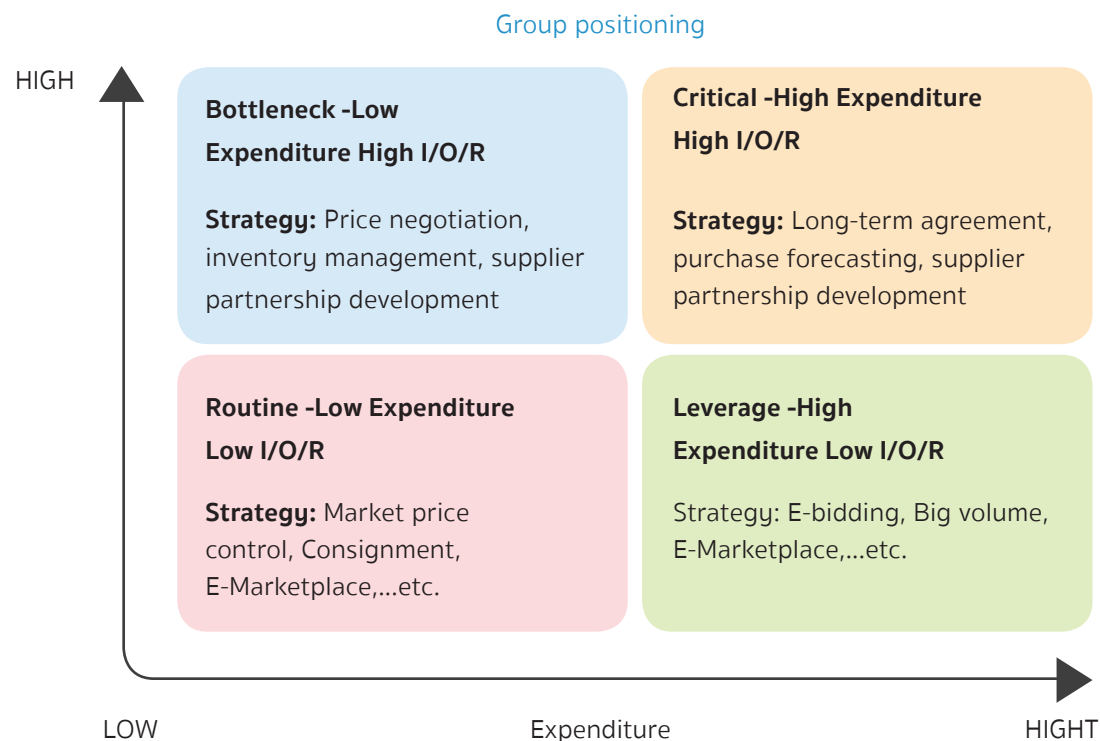 Group positioning
HIGH
Bottleneck -Low
Expenditure High I/O/R
Strategy: Price negotiation,
inventory management, supplier
partnership development
Critical -High Expenditure
High I/O/R
Strategy: Long-term agreement,
purchase forecasting, supplier
partnership development
Routine -Low Expenditure
Low I/O/R
Strategy: Market price
control, Consignment,
E-Marketplace,...etc.
Leverage -High
Expenditure Low I/O/R
Strategy: E-bidding, Big volume,
E-Marketplace,...etc.
LOW
Expenditure
HIGHT